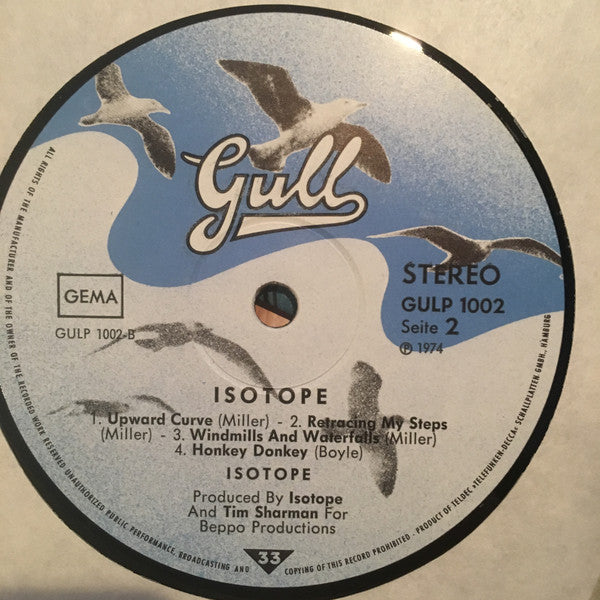 Gull
STEREO
GULP 1002
Seite 2
℗ 1974
GEMA
GULP 1002-B
ISOTOPE
1. Upward Curve (Miller) - 2. Retracing My Steps
(Miller) - 3. Windmills And Waterfalls (Miller)
4. Honkey Donkey (Boyle)
ISOTOPE
Produced By Isotope
And Tim Sharman For
Beppo Productions
33
ALL RIGHTS OF THE MANUFACTURER AND OF THE OWNER OF THE RECORDED WORK RESERVED · UNAUTHORIZED PUBLIC PERFORMANCE, BROADCASTING AND COPYING OF THIS RECORD PROHIBITED · PRODUCT OF TELDEC »TELEFUNKEN-DECCA« SCHALLPLATTEN GMBH., HAMBURG